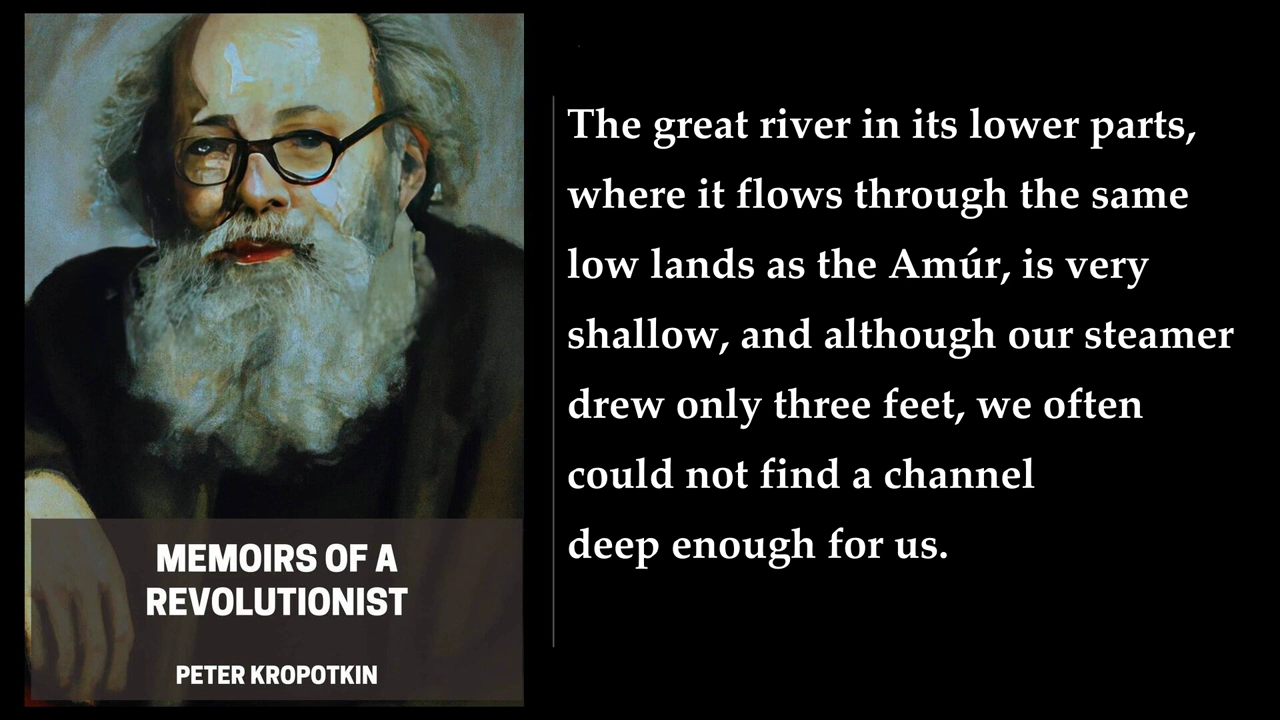 MEMOIRS OF A
REVOLUTIONIST
PETER KROPOTKIN
The great river in its lower parts,
where it flows through the same
low lands as the Amúr, is very
shallow, and although our steamer
drew only three feet, we often
could not find a channel
deep enough for us.